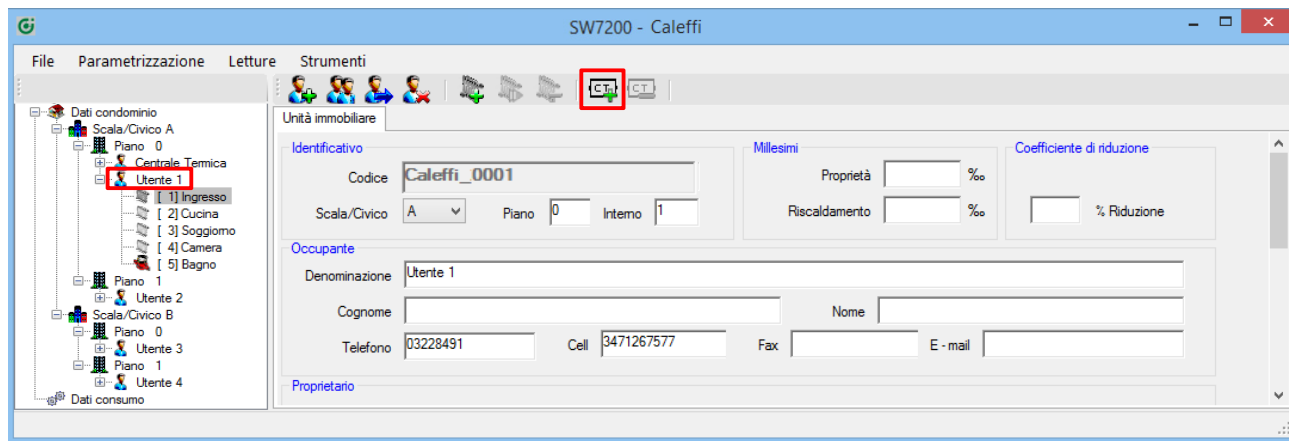 SW7200 - Caleffi
File Parametrizzazione Letture Strumenti
CT CT
Dati condominio
Scala/Civico A
Piano 0
Centrale Termica
Utente 1
[ 1] Ingresso
[ 2] Cucina
[ 3] Soggiorno
[ 4] Camera
[ 5] Bagno
Piano 1
Utente 2
Scala/Civico B
Piano 0
Utente 3
Piano 1
Utente 4
Dati consumo
Unità immobiliare
Identificativo
Codice Caleffi_0001
Scala/Civico A Piano 0 Interno 1
Millesimi
Proprietà ‰
Riscaldamento ‰
Coefficiente di riduzione
% Riduzione
Occupante
Denominazione Utente 1
Cognome Nome
Telefono 03228491 Cell 3471267577 Fax E - mail
Proprietario